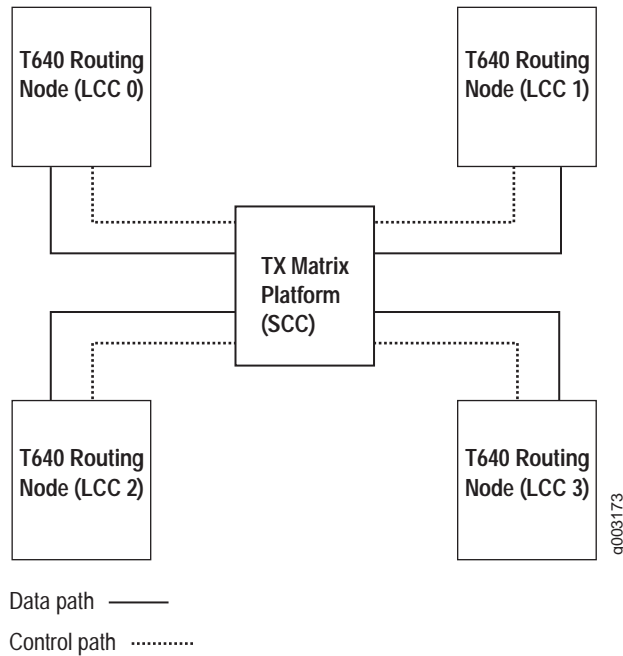 T640 Routing
Node (LCC 0)
T640 Routing
Node (LCC 1)
TX Matrix
Platform
(SCC)
T640 Routing
Node (LCC 2)
T640 Routing
Node (LCC 3)
g003173
Data path
Control path